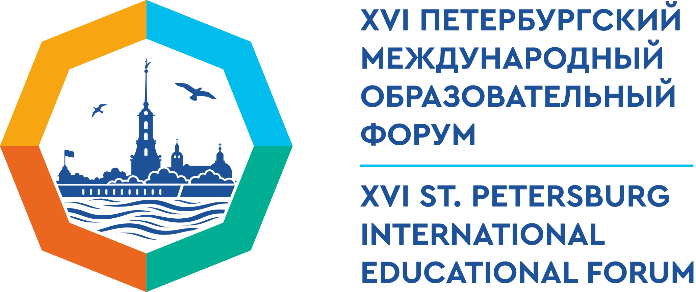 XVI ПЕТЕРБУРГСКИЙ
МЕЖДУНАРОДНЫЙ
ОБРАЗОВАТЕЛЬНЫЙ
ФОРУМ
XVI ST. PETERSBURG
INTERNATIONAL
EDUCATIONAL FORUM